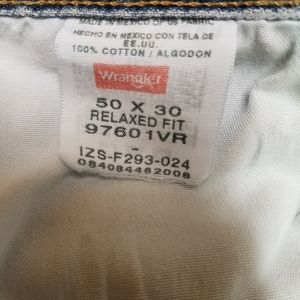 MADE IN MEXICO OF US FABRIC
HECHO EN MEXICO CON TELA DE
EE.UU.
100% COTTON / ALGODON
Wrangler
50 X 30
RELAXED FIT
97601VR
-
IZS-F293-024
084084462008